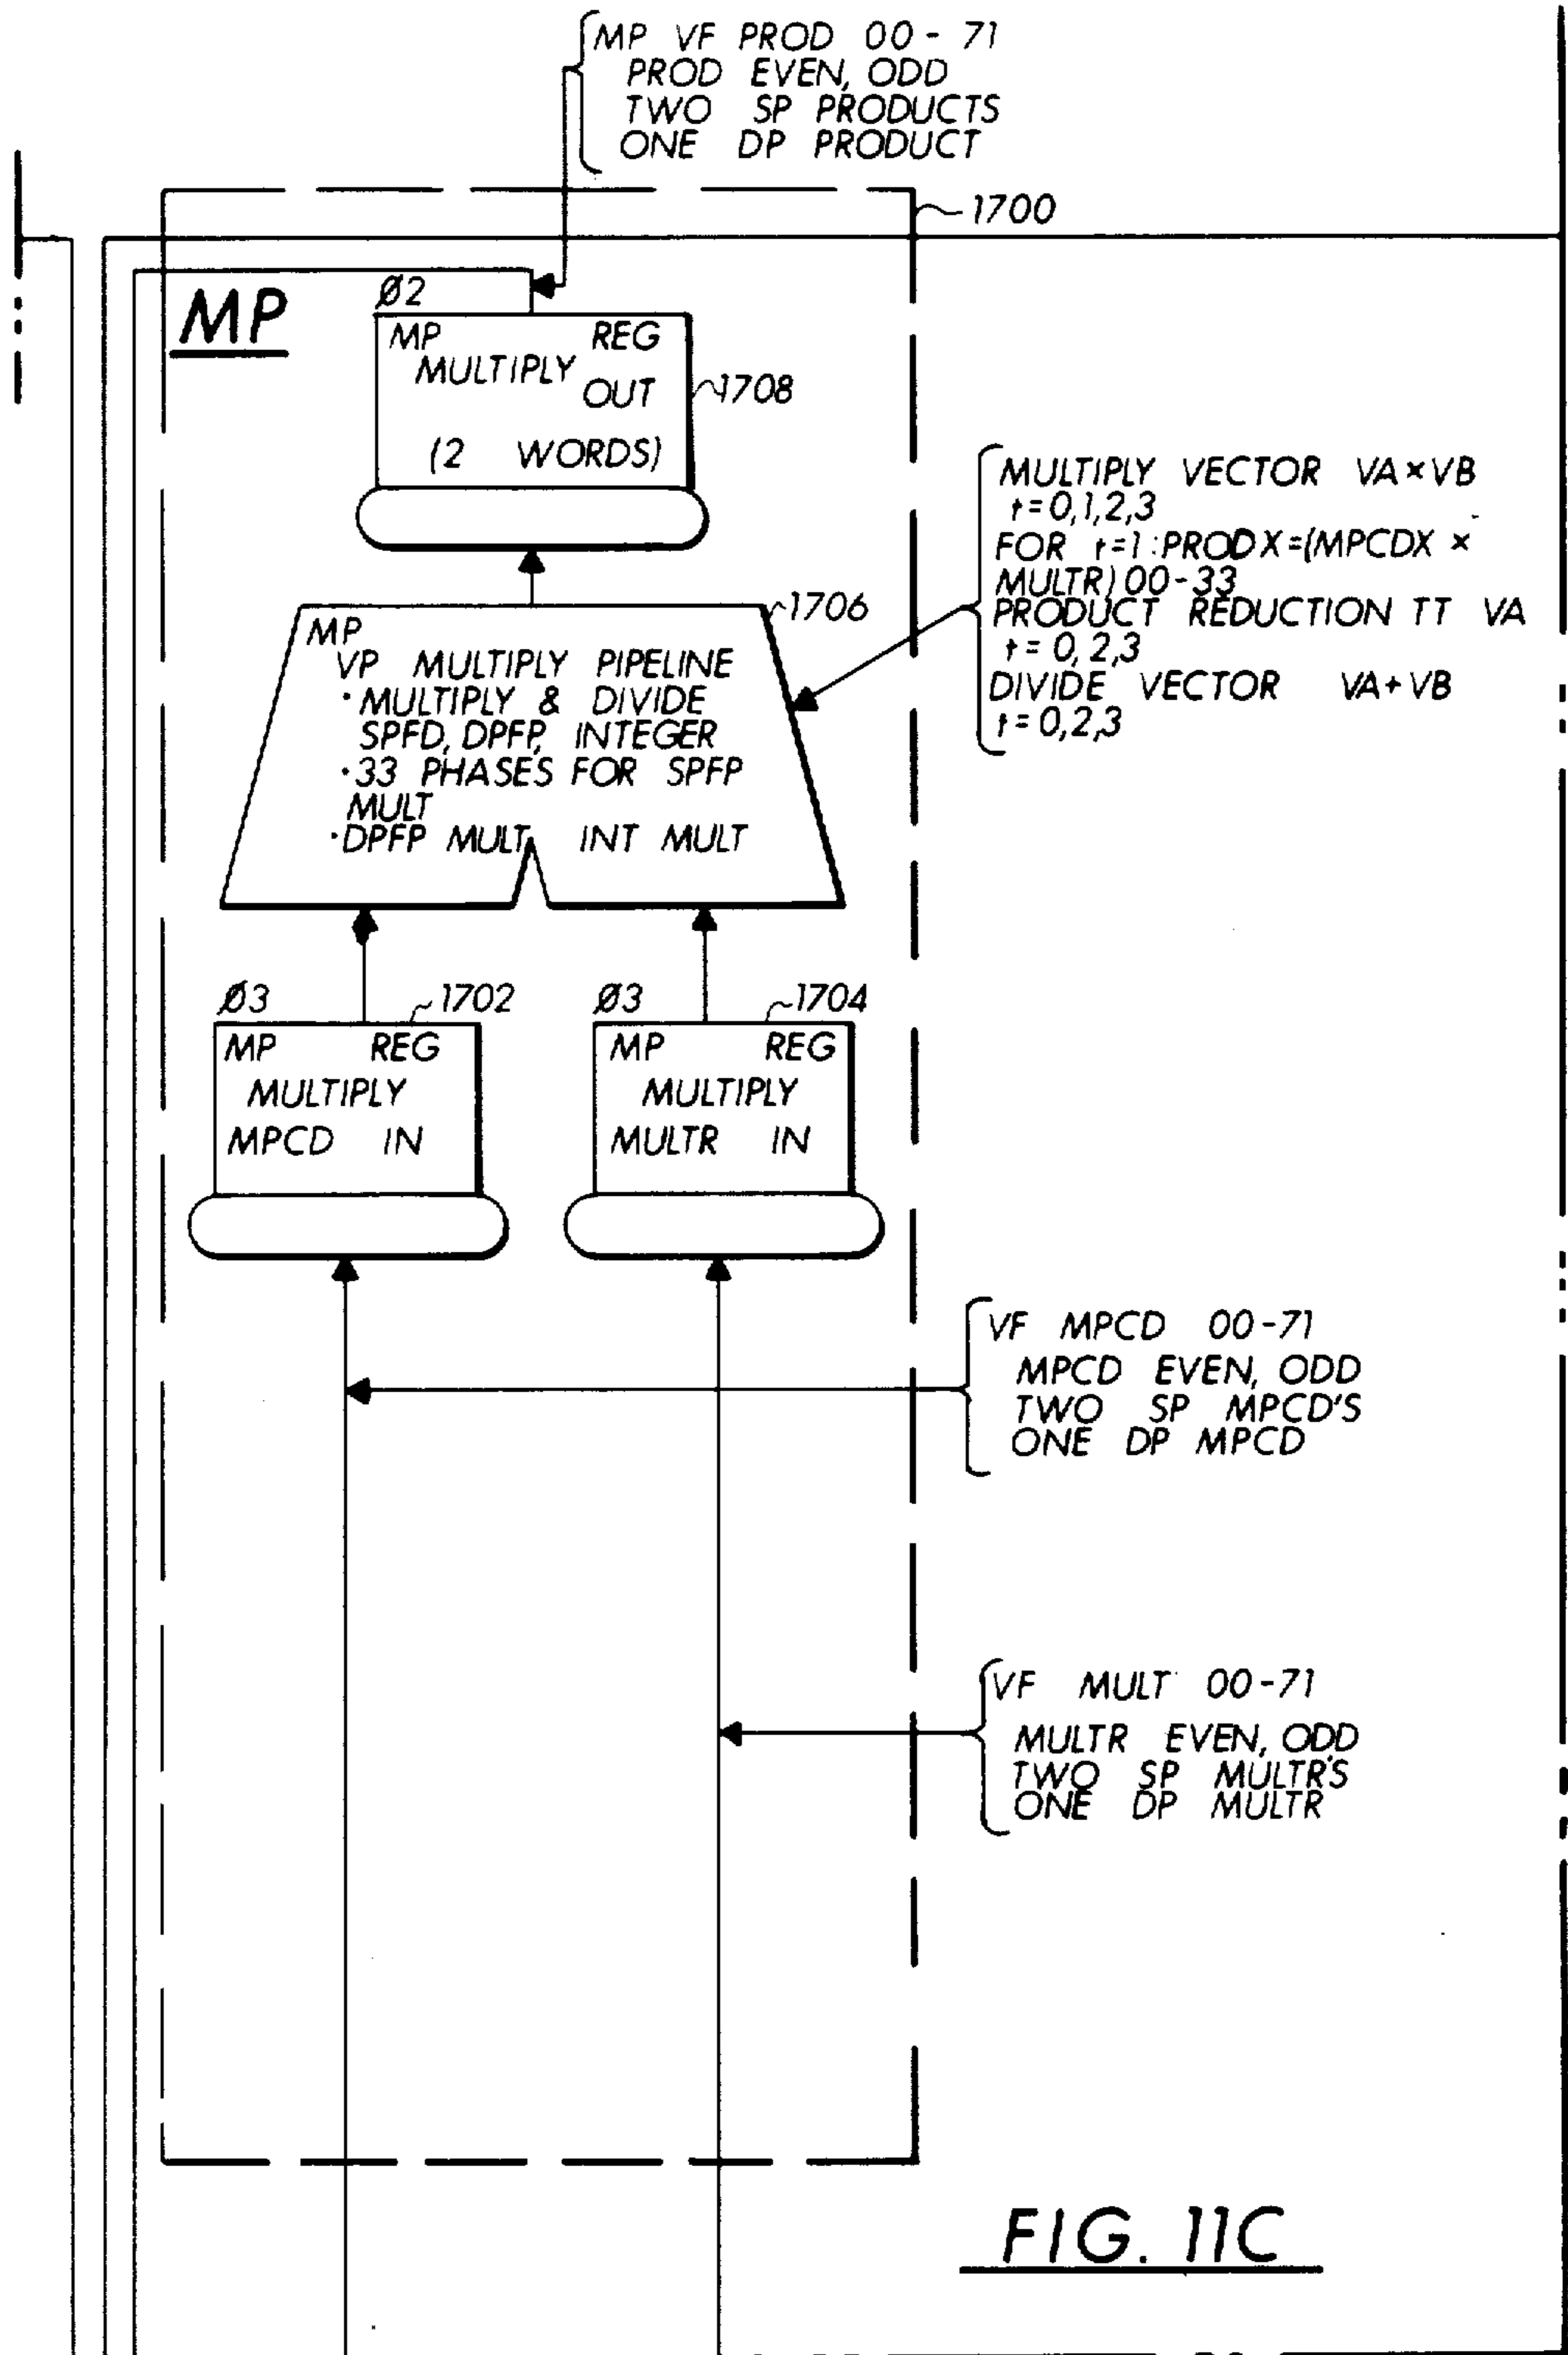 MP VF PROD 00-71
PROD EVEN, ODD
TWO SP PRODUCTS
ONE DP PRODUCT
1700
MP
Ø2
MP REG
MULTIPLY
OUT
(2 WORDS)
1708
MULTIPLY VECTOR VA×VB
t=0,1,2,3
FOR t=1:PRODX=(MPCDX ×
MULTR)00-33
PRODUCT REDUCTION TT VA
t=0,2,3
DIVIDE VECTOR VA+VB
t=0,2,3
1706
MP
VP MULTIPLY PIPELINE
·MULTIPLY & DIVIDE
SPFD, DPFP, INTEGER
·33 PHASES FOR SPFP
MULT
·DPFP MULT, INT MULT
Ø3
1702
MP REG
MULTIPLY
MPCD IN
Ø3
1704
MP REG
MULTIPLY
MULTR IN
VF MPCD 00-71
MPCD EVEN, ODD
TWO SP MPCD'S
ONE DP MPCD
VF MULT 00-71
MULTR EVEN, ODD
TWO SP MULTR'S
ONE DP MULTR
FIG. 11C